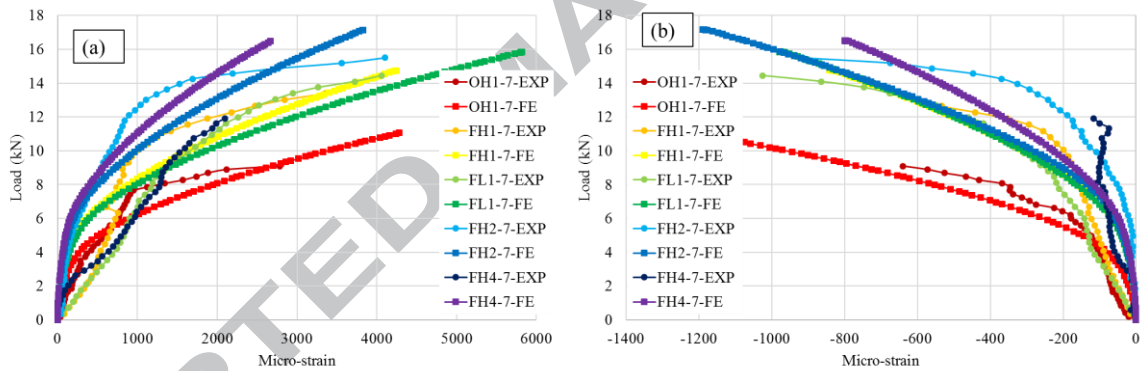 (a)
18
16
14
12
10
8
6
4
2
0
Load (kN)
0 1000 2000 3000 4000 5000 6000
Micro-strain
OH1-7-EXP
OH1-7-FE
FH1-7-EXP
FH1-7-FE
FL1-7-EXP
FL1-7-FE
FH2-7-EXP
FH2-7-FE
FH4-7-EXP
FH4-7-FE
(b)
18
16
14
12
10
8
6
4
2
0
Load (kN)
-1400 -1200 -1000 -800 -600 -400 -200 0
Micro-strain
OH1-7-EXP
OH1-7-FE
FH1-7-EXP
FH1-7-FE
FL1-7-EXP
FL1-7-FE
FH2-7-EXP
FH2-7-FE
FH4-7-EXP
FH4-7-FE
PTED MA